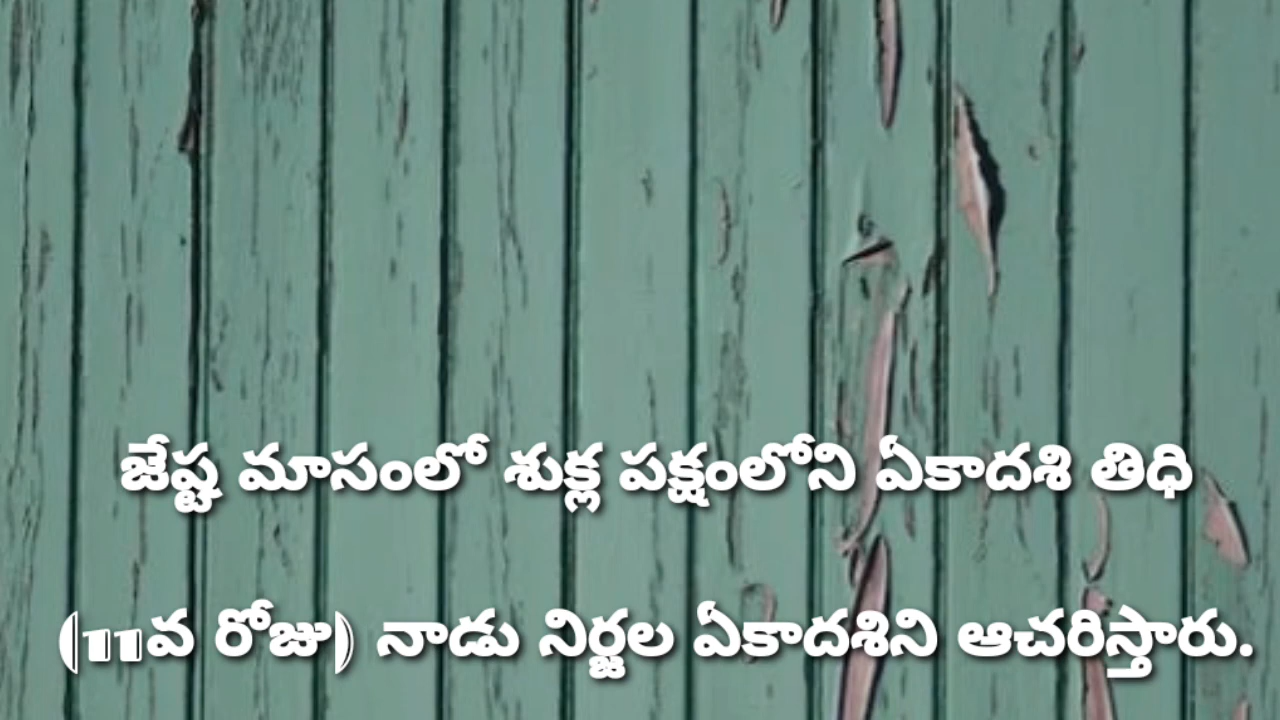 జేష్ట మాసంలో శుక్ల పక్షంలోని ఏకాదశి తిధి
(11వ రోజు) నాడు నిర్జల ఏకాదశిని ఆచరిస్తారు.